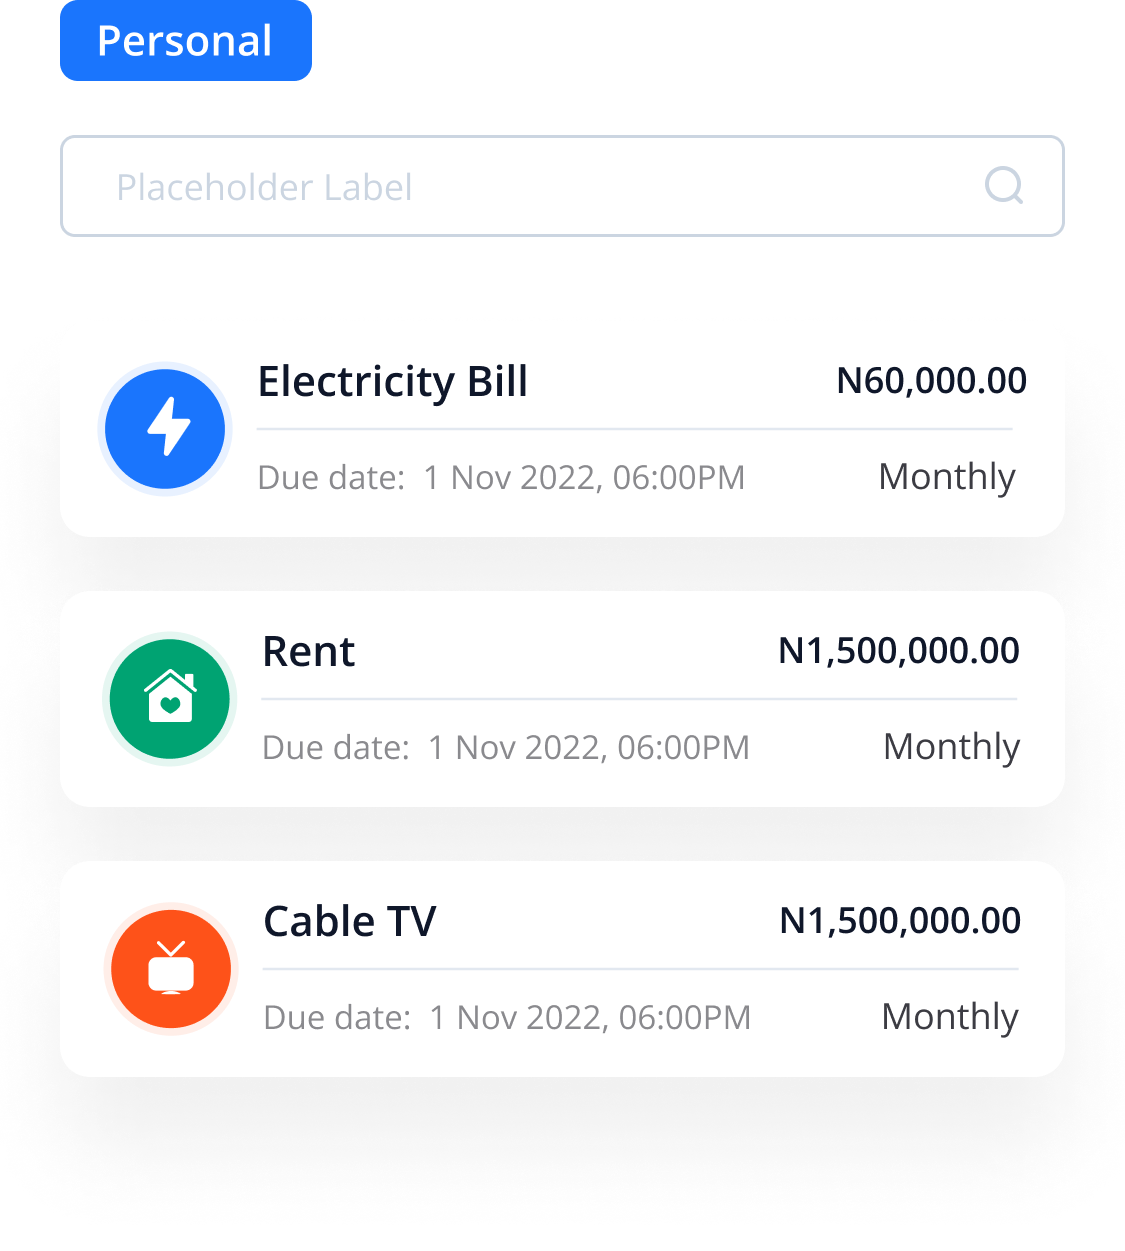 Personal
Placeholder Label
Electricity Bill N60,000.00
Due date: 1 Nov 2022, 06:00PM Monthly
Rent N1,500,000.00
Due date: 1 Nov 2022, 06:00PM Monthly
Cable TV N1,500,000.00
Due date: 1 Nov 2022, 06:00PM Monthly